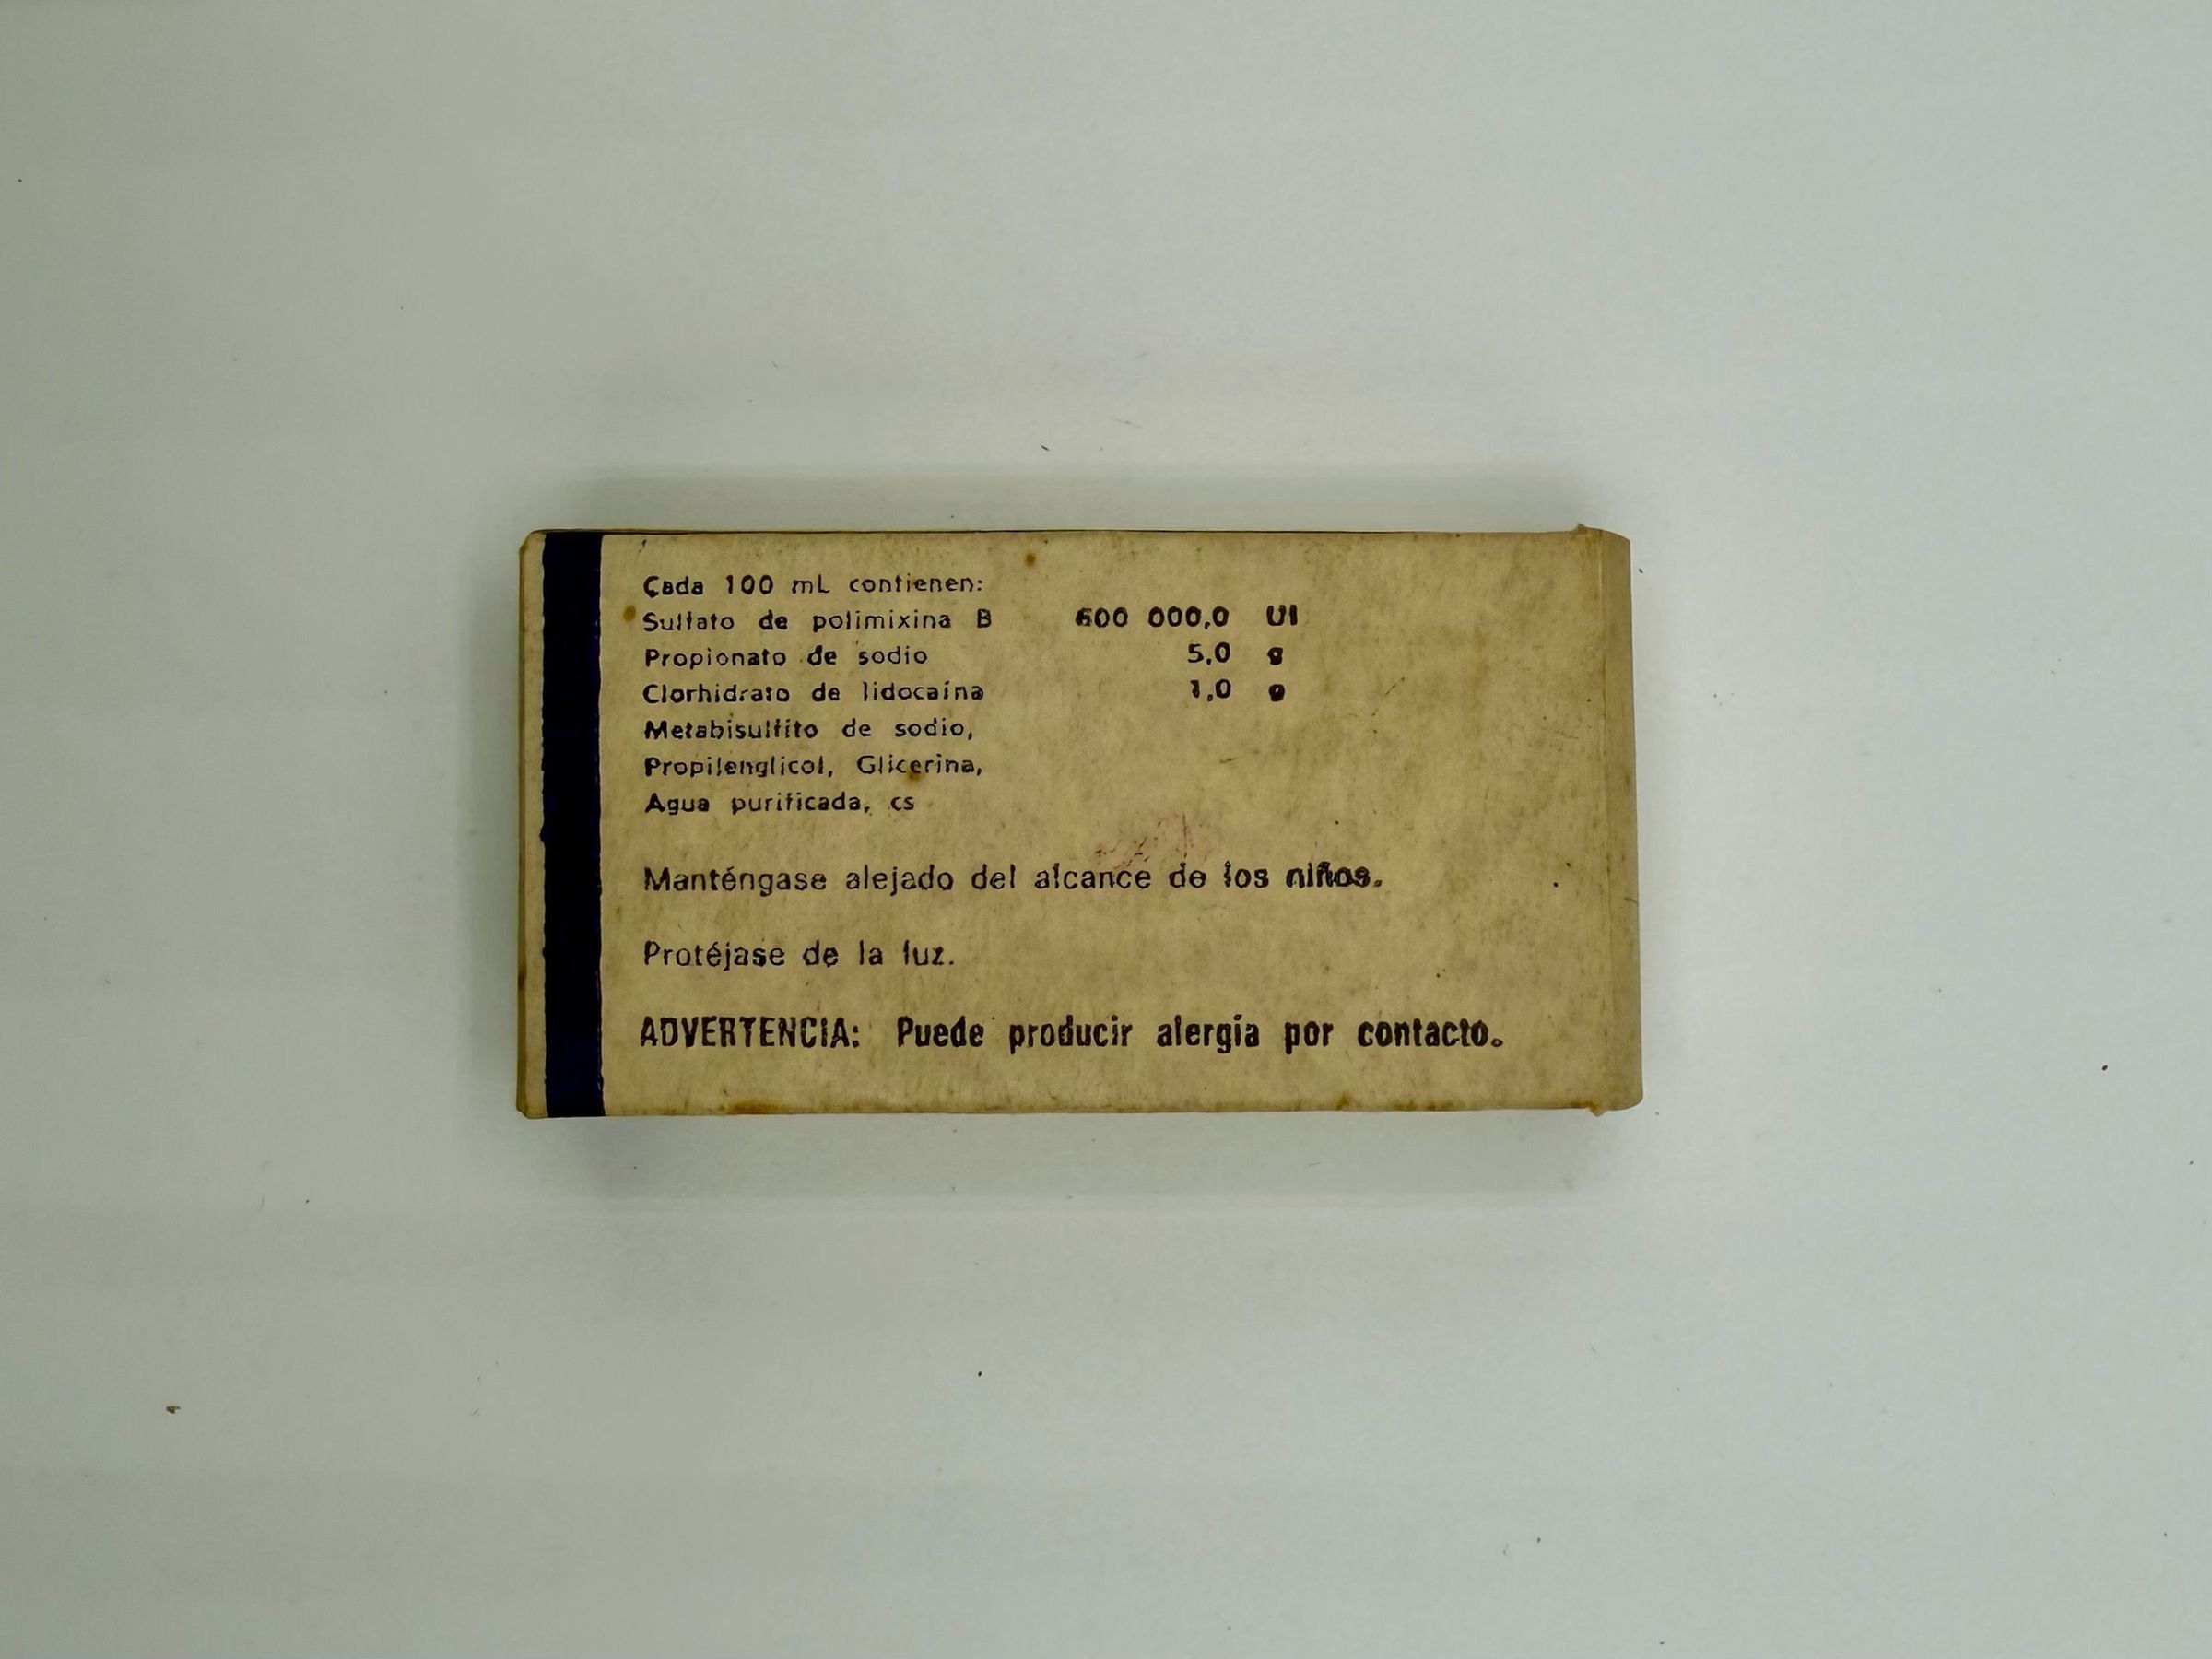 Cada 100 mL contienen:
Sulfato de polimixina B 600 000,0 UI
Propionato de sodio 5,0 g
Clorhidrato de lidocaína 1,0 g
Metabisulfito de sodio,
Propilenglicol, Glicerina,
Agua purificada, cs
Manténgase alejado del alcance de los niños.
Protéjase de la luz.
ADVERTENCIA: Puede producir alergia por contacto.